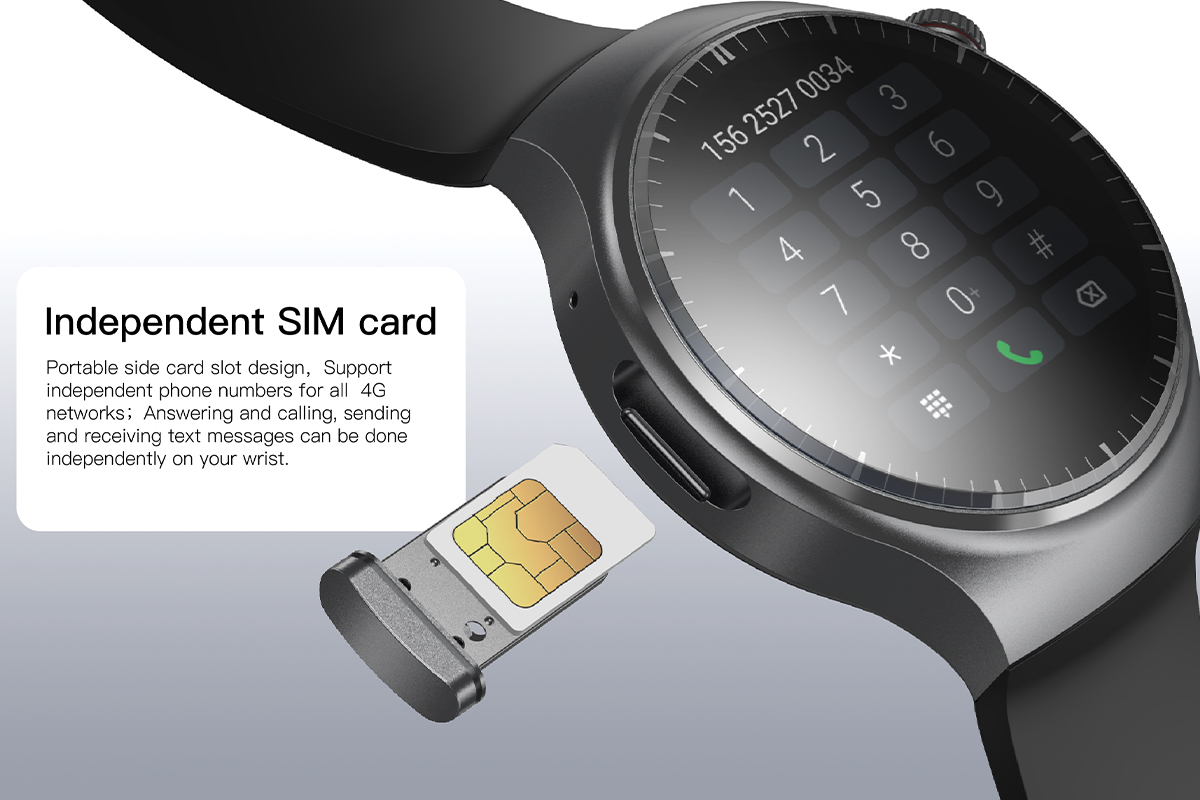 Independent SIM card
Portable side card slot design，Support
independent phone numbers for all 4G
networks；Answering and calling, sending
and receiving text messages can be done
independently on your wrist.
156 2527 0034
1 2 3
4 5 6
7 8 9
* 0+ #